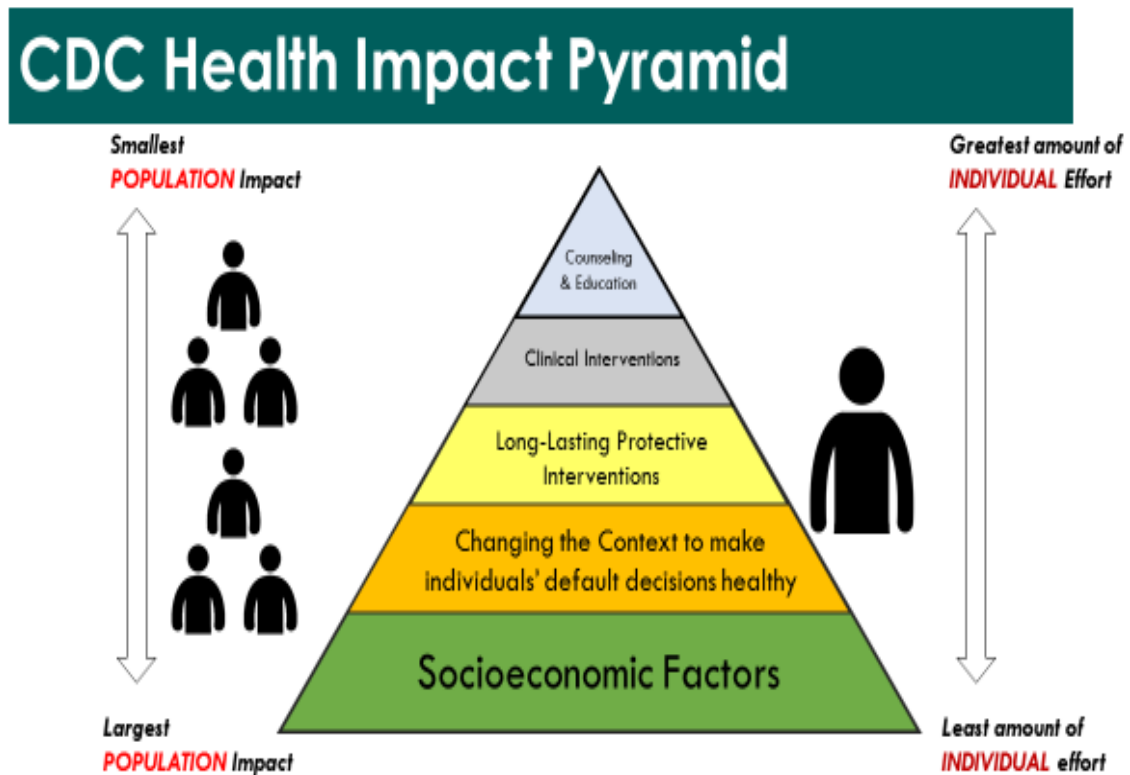 CDC Health Impact Pyramid
Smallest
POPULATION Impact
Greatest amount of
INDIVIDUAL Effort
Counseling
& Education
Clinical Interventions
Long-Lasting Protective
Interventions
Changing the Context to make
individuals' default decisions healthy
Socioeconomic Factors
Largest
POPULATION Impact
Least amount of
INDIVIDUAL effort